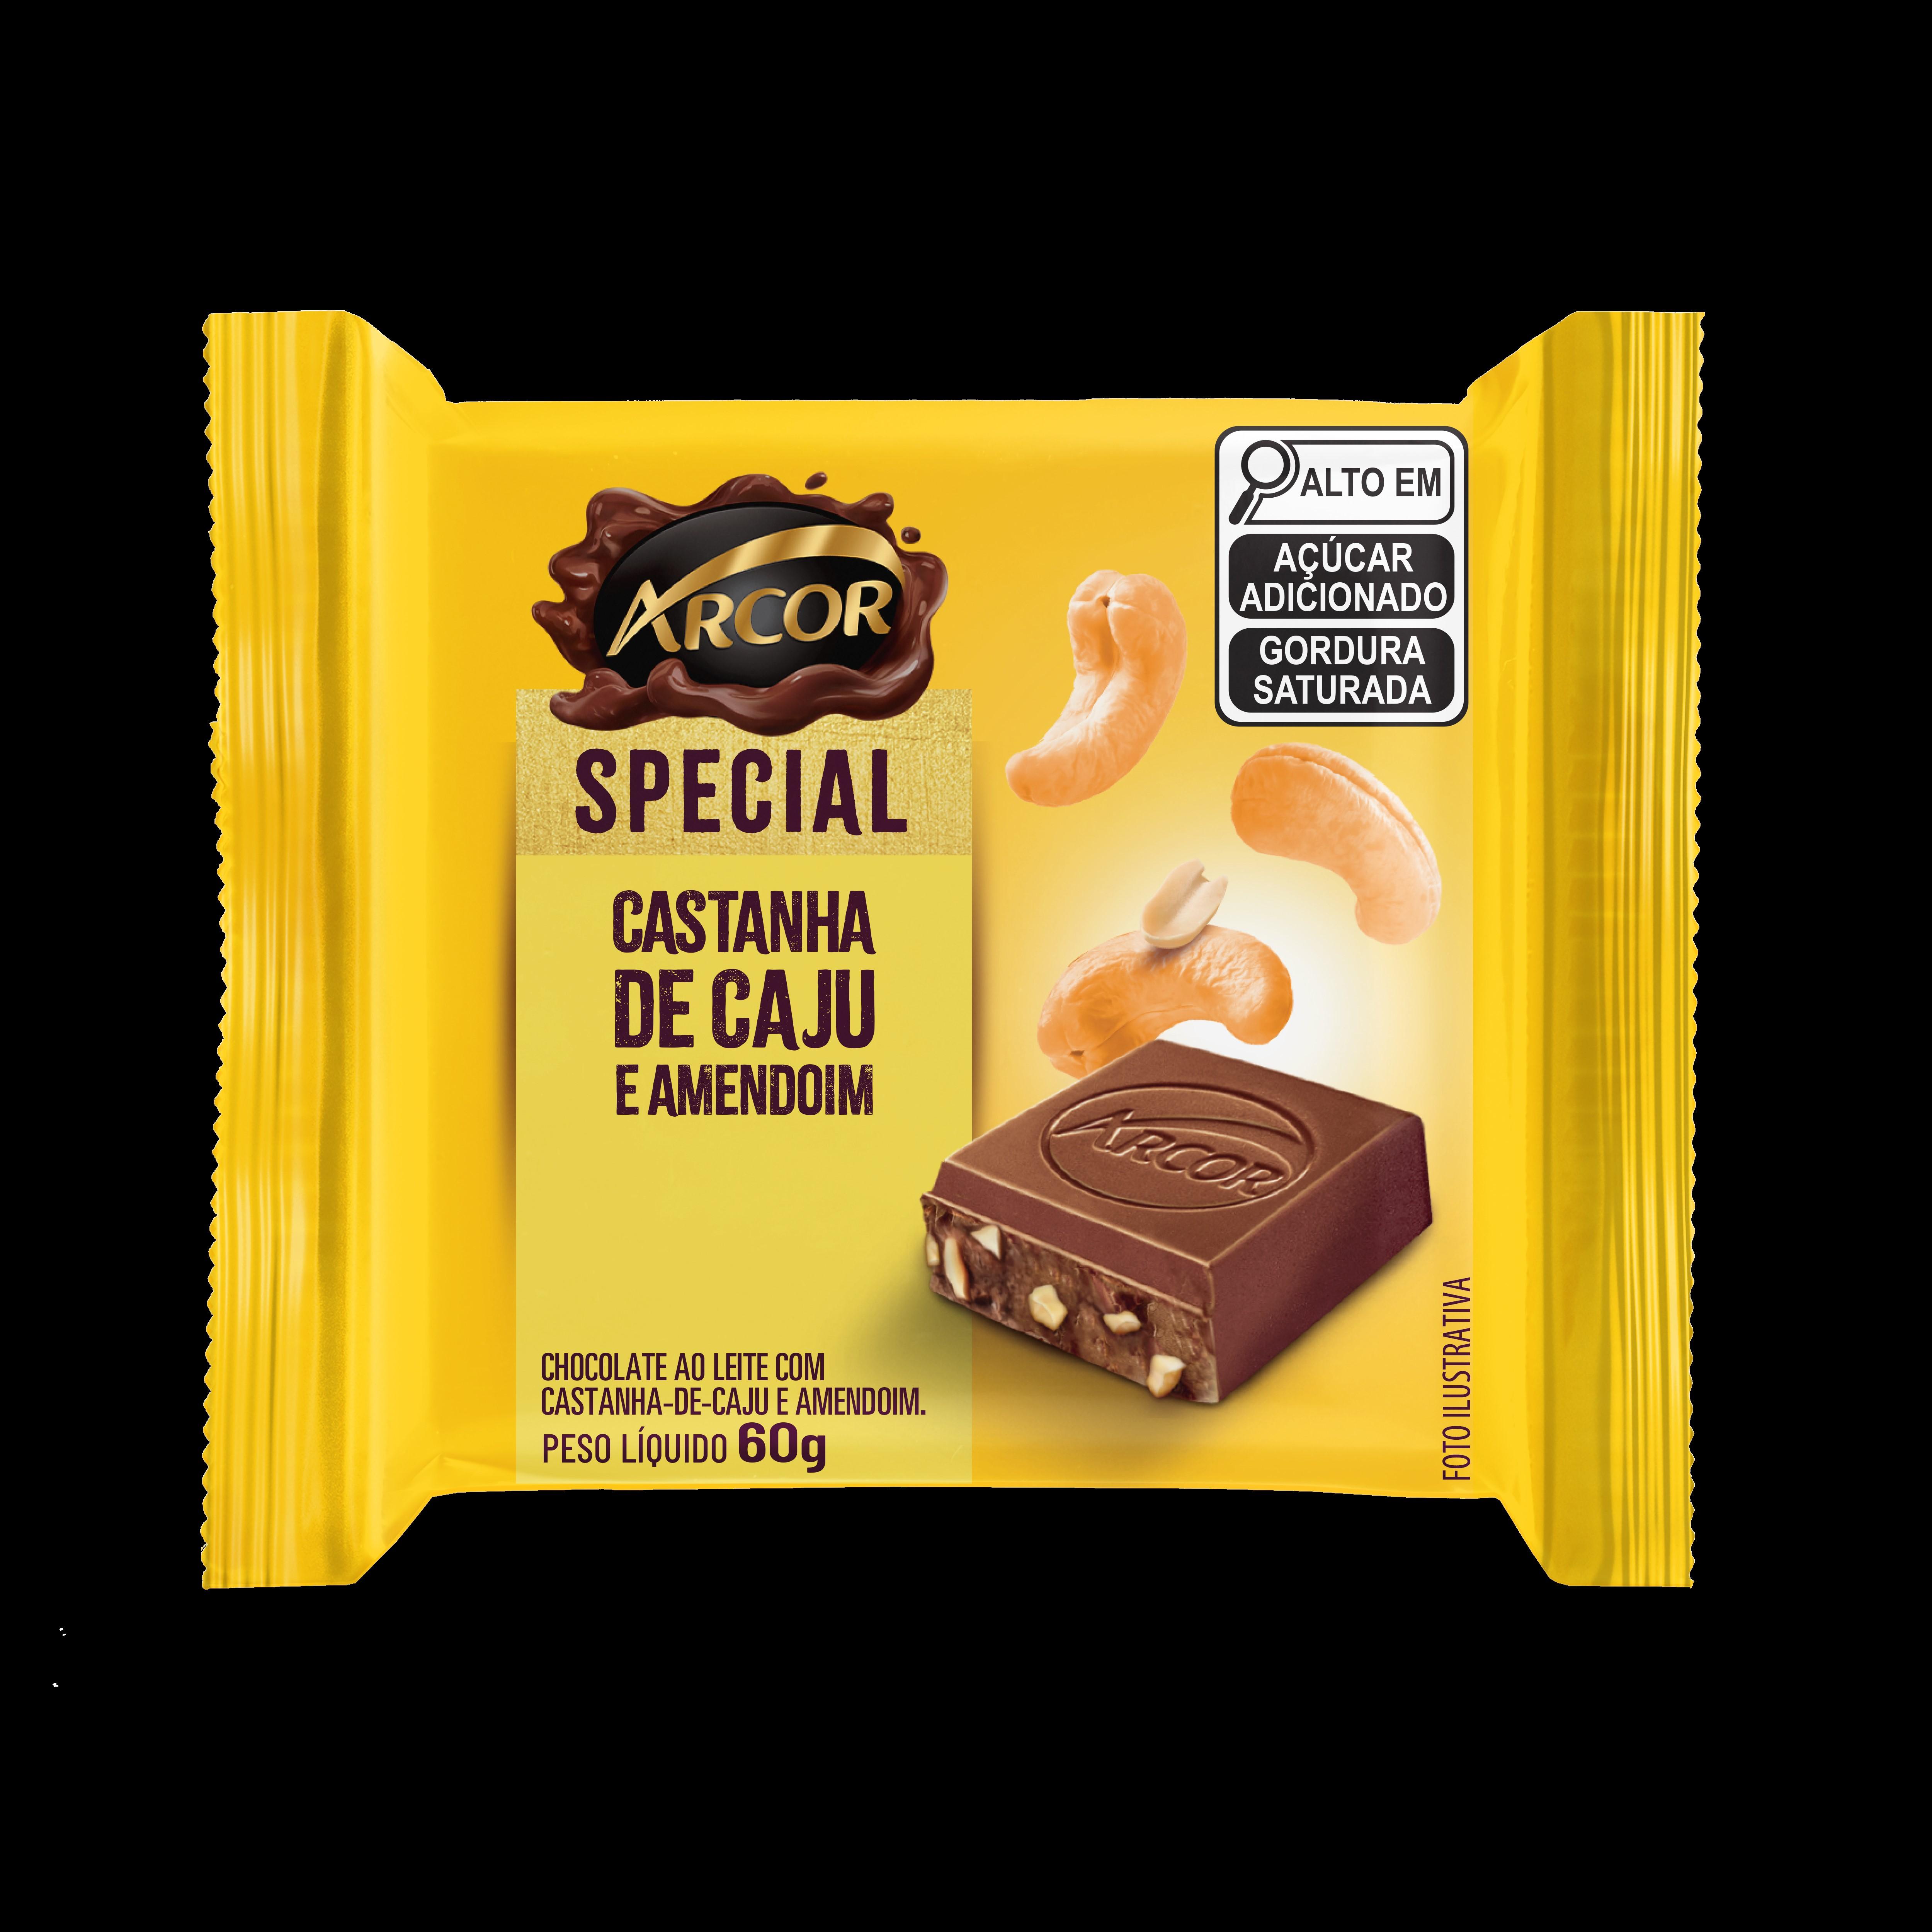 ARCOR
SPECIAL
CASTANHA
DE CAJU
E AMENDOIM
CHOCOLATE AO LEITE COM
CASTANHA-DE-CAJU E AMENDOIM.
PESO LÍQUIDO 60g
ALTO EM
AÇÚCAR
ADICIONADO
GORDURA
SATURADA
ARCOR
FOTO ILUSTRATIVA